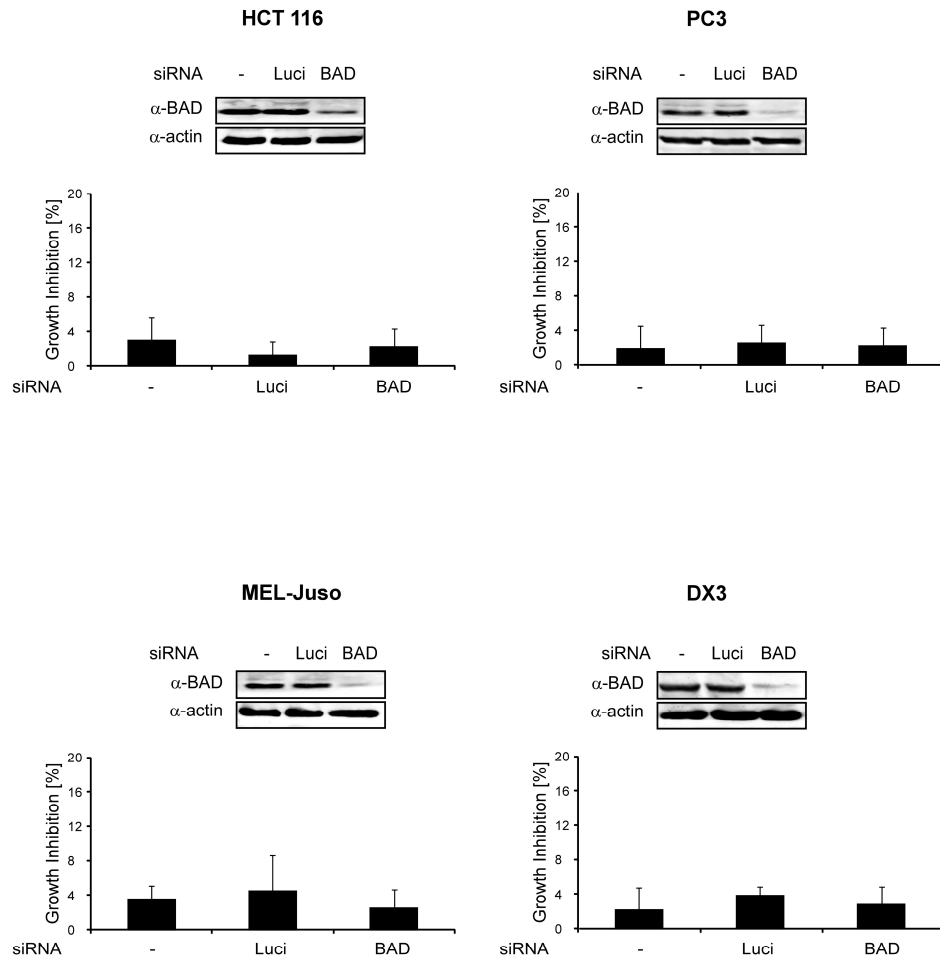 HCT 116
siRNA - Luci BAD
α-BAD
α-actin
Growth Inhibition [%]
20
16
12
8
4
0
siRNA - Luci BAD
PC3
siRNA - Luci BAD
α-BAD
α-actin
Growth Inhibition [%]
20
16
12
8
4
0
siRNA - Luci BAD
MEL-Juso
siRNA - Luci BAD
α-BAD
α-actin
Growth Inhibition [%]
20
16
12
8
4
0
siRNA - Luci BAD
DX3
siRNA - Luci BAD
α-BAD
α-actin
Growth Inhibition [%]
20
16
12
8
4
0
siRNA - Luci BAD